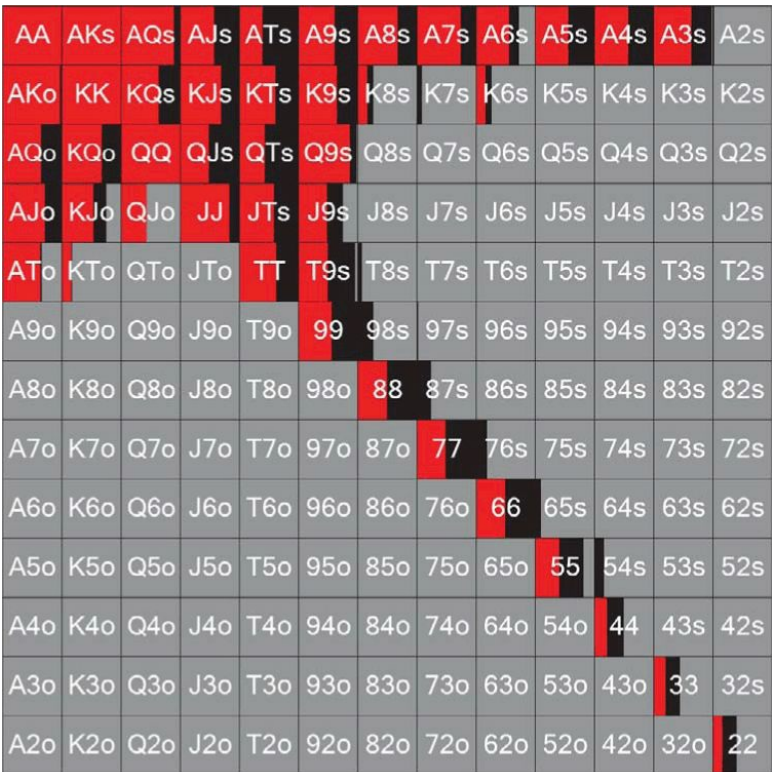 AA AKs AQs AJs ATs A9s A8s A7s A6s A5s A4s A3s A2s
AKo KK KQs KJs KTs K9s K8s K7s K6s K5s K4s K3s K2s
AQo KQo QQ QJs QTs Q9s Q8s Q7s Q6s Q5s Q4s Q3s Q2s
AJo KJo QJo JJ JTs J9s J8s J7s J6s J5s J4s J3s J2s
ATo KTo QTo JTo TT T9s T8s T7s T6s T5s T4s T3s T2s
A9o K9o Q9o J9o T9o 99 98s 97s 96s 95s 94s 93s 92s
A8o K8o Q8o J8o T8o 98o 88 87s 86s 85s 84s 83s 82s
A7o K7o Q7o J7o T7o 97o 87o 77 76s 75s 74s 73s 72s
A6o K6o Q6o J6o T6o 96o 86o 76o 66 65s 64s 63s 62s
A5o K5o Q5o J5o T5o 95o 85o 75o 65o 55 54s 53s 52s
A4o K4o Q4o J4o T4o 94o 84o 74o 64o 54o 44 43s 42s
A3o K3o Q3o J3o T3o 93o 83o 73o 63o 53o 43o 33 32s
A2o K2o Q2o J2o T2o 92o 82o 72o 62o 52o 42o 32o 22